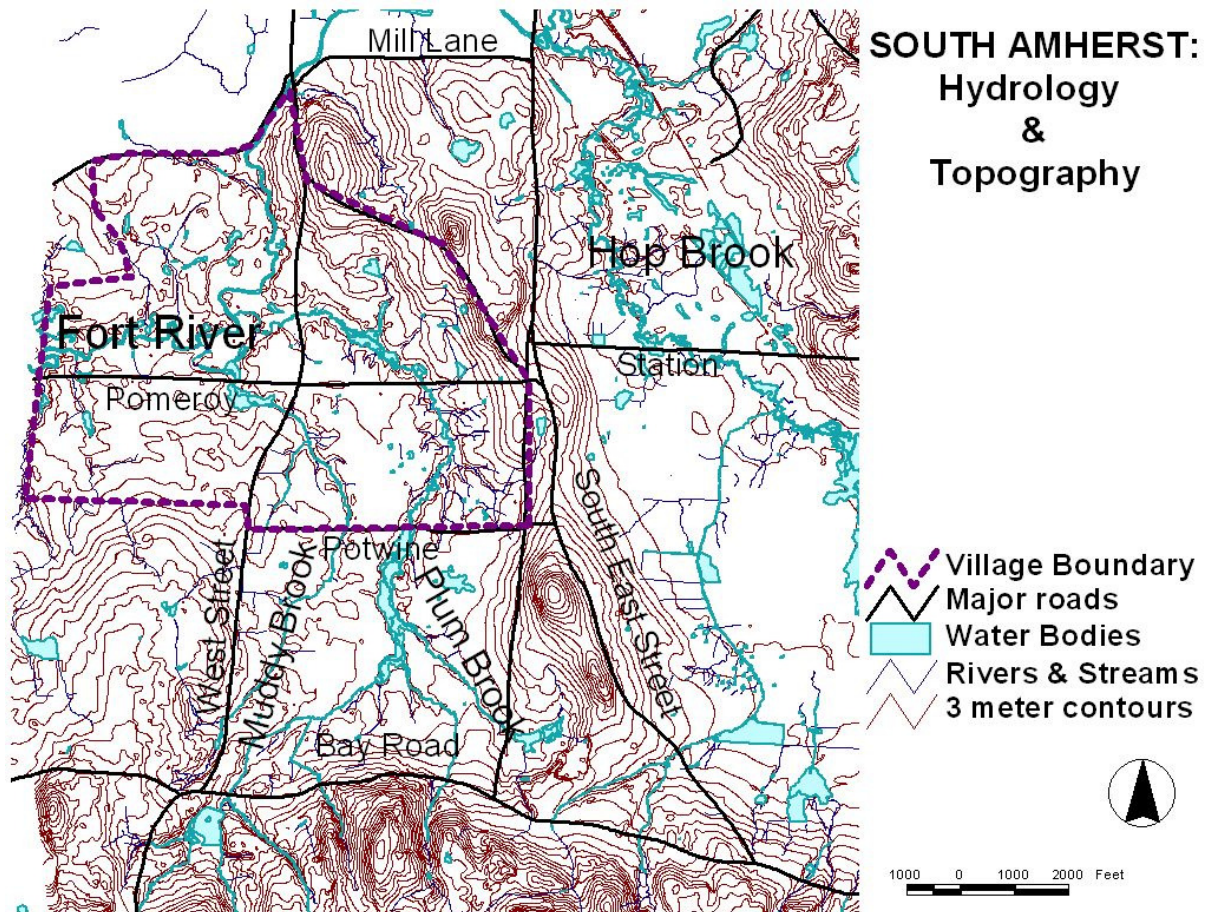 SOUTH AMHERST:
Hydrology
&
Topography
Mill Lane
Hop Brook
Fort River
Station
Pomeroy
South East Street
Potwine
West Street
Muddy Brook
Plum Brook
Bay Road
Village Boundary
Major roads
Water Bodies
Rivers & Streams
3 meter contours
1000 0 1000 2000 Feet